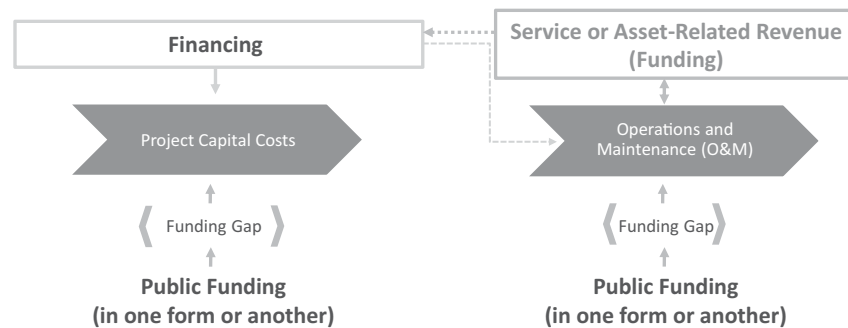 Financing
Service or Asset-Related Revenue
(Funding)
Project Capital Costs
Operations and
Maintenance (O&M)
Funding Gap
Funding Gap
Public Funding
(in one form or another)
Public Funding
(in one form or another)